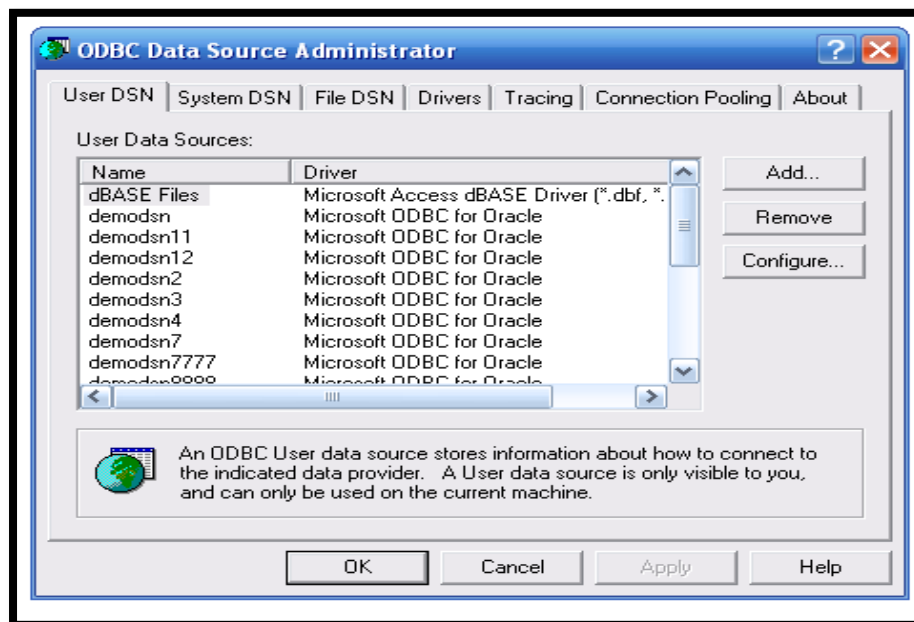 ODBC Data Source Administrator
User DSN System DSN File DSN Drivers Tracing Connection Pooling About
User Data Sources:
Name Driver
dBASE Files Microsoft Access dBASE Driver (*.dbf, *.
demodsn Microsoft ODBC for Oracle
demodsn11 Microsoft ODBC for Oracle
demodsn12 Microsoft ODBC for Oracle
demodsn2 Microsoft ODBC for Oracle
demodsn3 Microsoft ODBC for Oracle
demodsn4 Microsoft ODBC for Oracle
demodsn7 Microsoft ODBC for Oracle
demodsn7777 Microsoft ODBC for Oracle
Microsoft ODBC for Oracle
Add...
Remove
Configure...
An ODBC User data source stores information about how to connect to
the indicated data provider. A User data source is only visible to you,
and can only be used on the current machine.
OK Cancel Apply Help